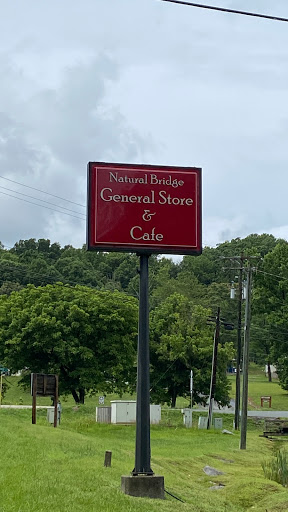 Natural Bridge
General Store
&
Cafe